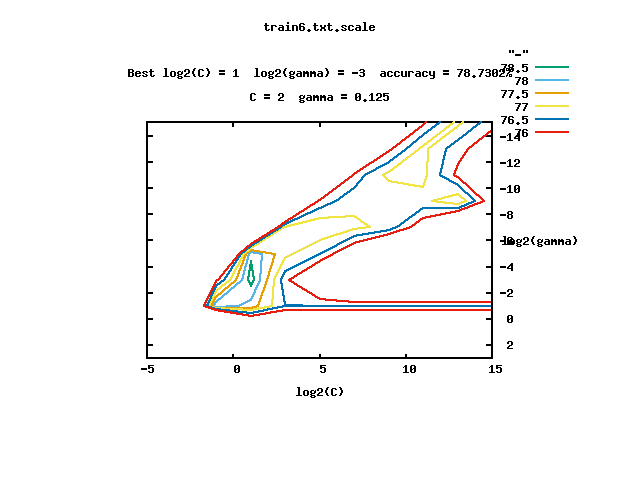 train6.txt.scale
"-"
Best log2(C) = 1 log2(gamma) = -3 accuracy = 78.7302%
78.5
78
C = 2 gamma = 0.125
77.5
77
76.5
76
-14
-12
-10
-8
-6
log2(gamma)
-4
-2
0
2
-5 0 5 10 15
log2(C)